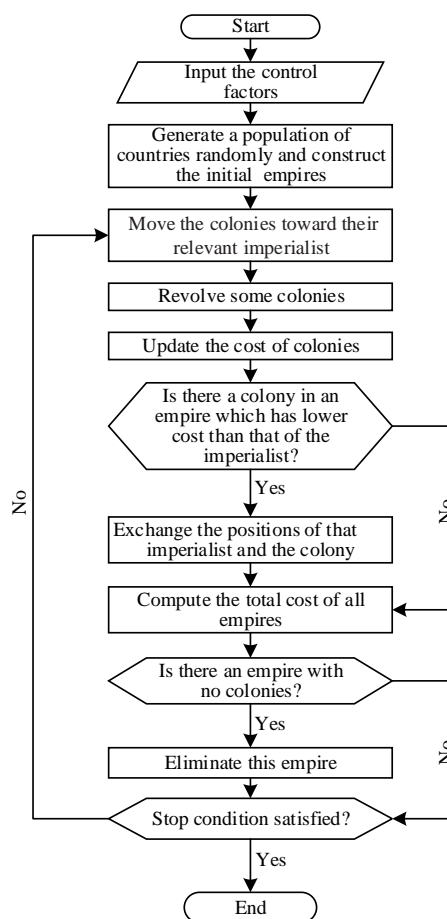 Start
Input the control
factors
Generate a population of
countries randomly and construct
the initial empires
Move the colonies toward their
relevant imperialist
Revolve some colonies
Update the cost of colonies
Is there a colony in an
empire which has lower
cost than that of the
imperialist?
No
Yes
No
Exchange the positions of that
imperialist and the colony
Compute the total cost of all
empires
Is there an empire with
no colonies?
Yes
No
Eliminate this empire
Stop condition satisfied?
Yes
End